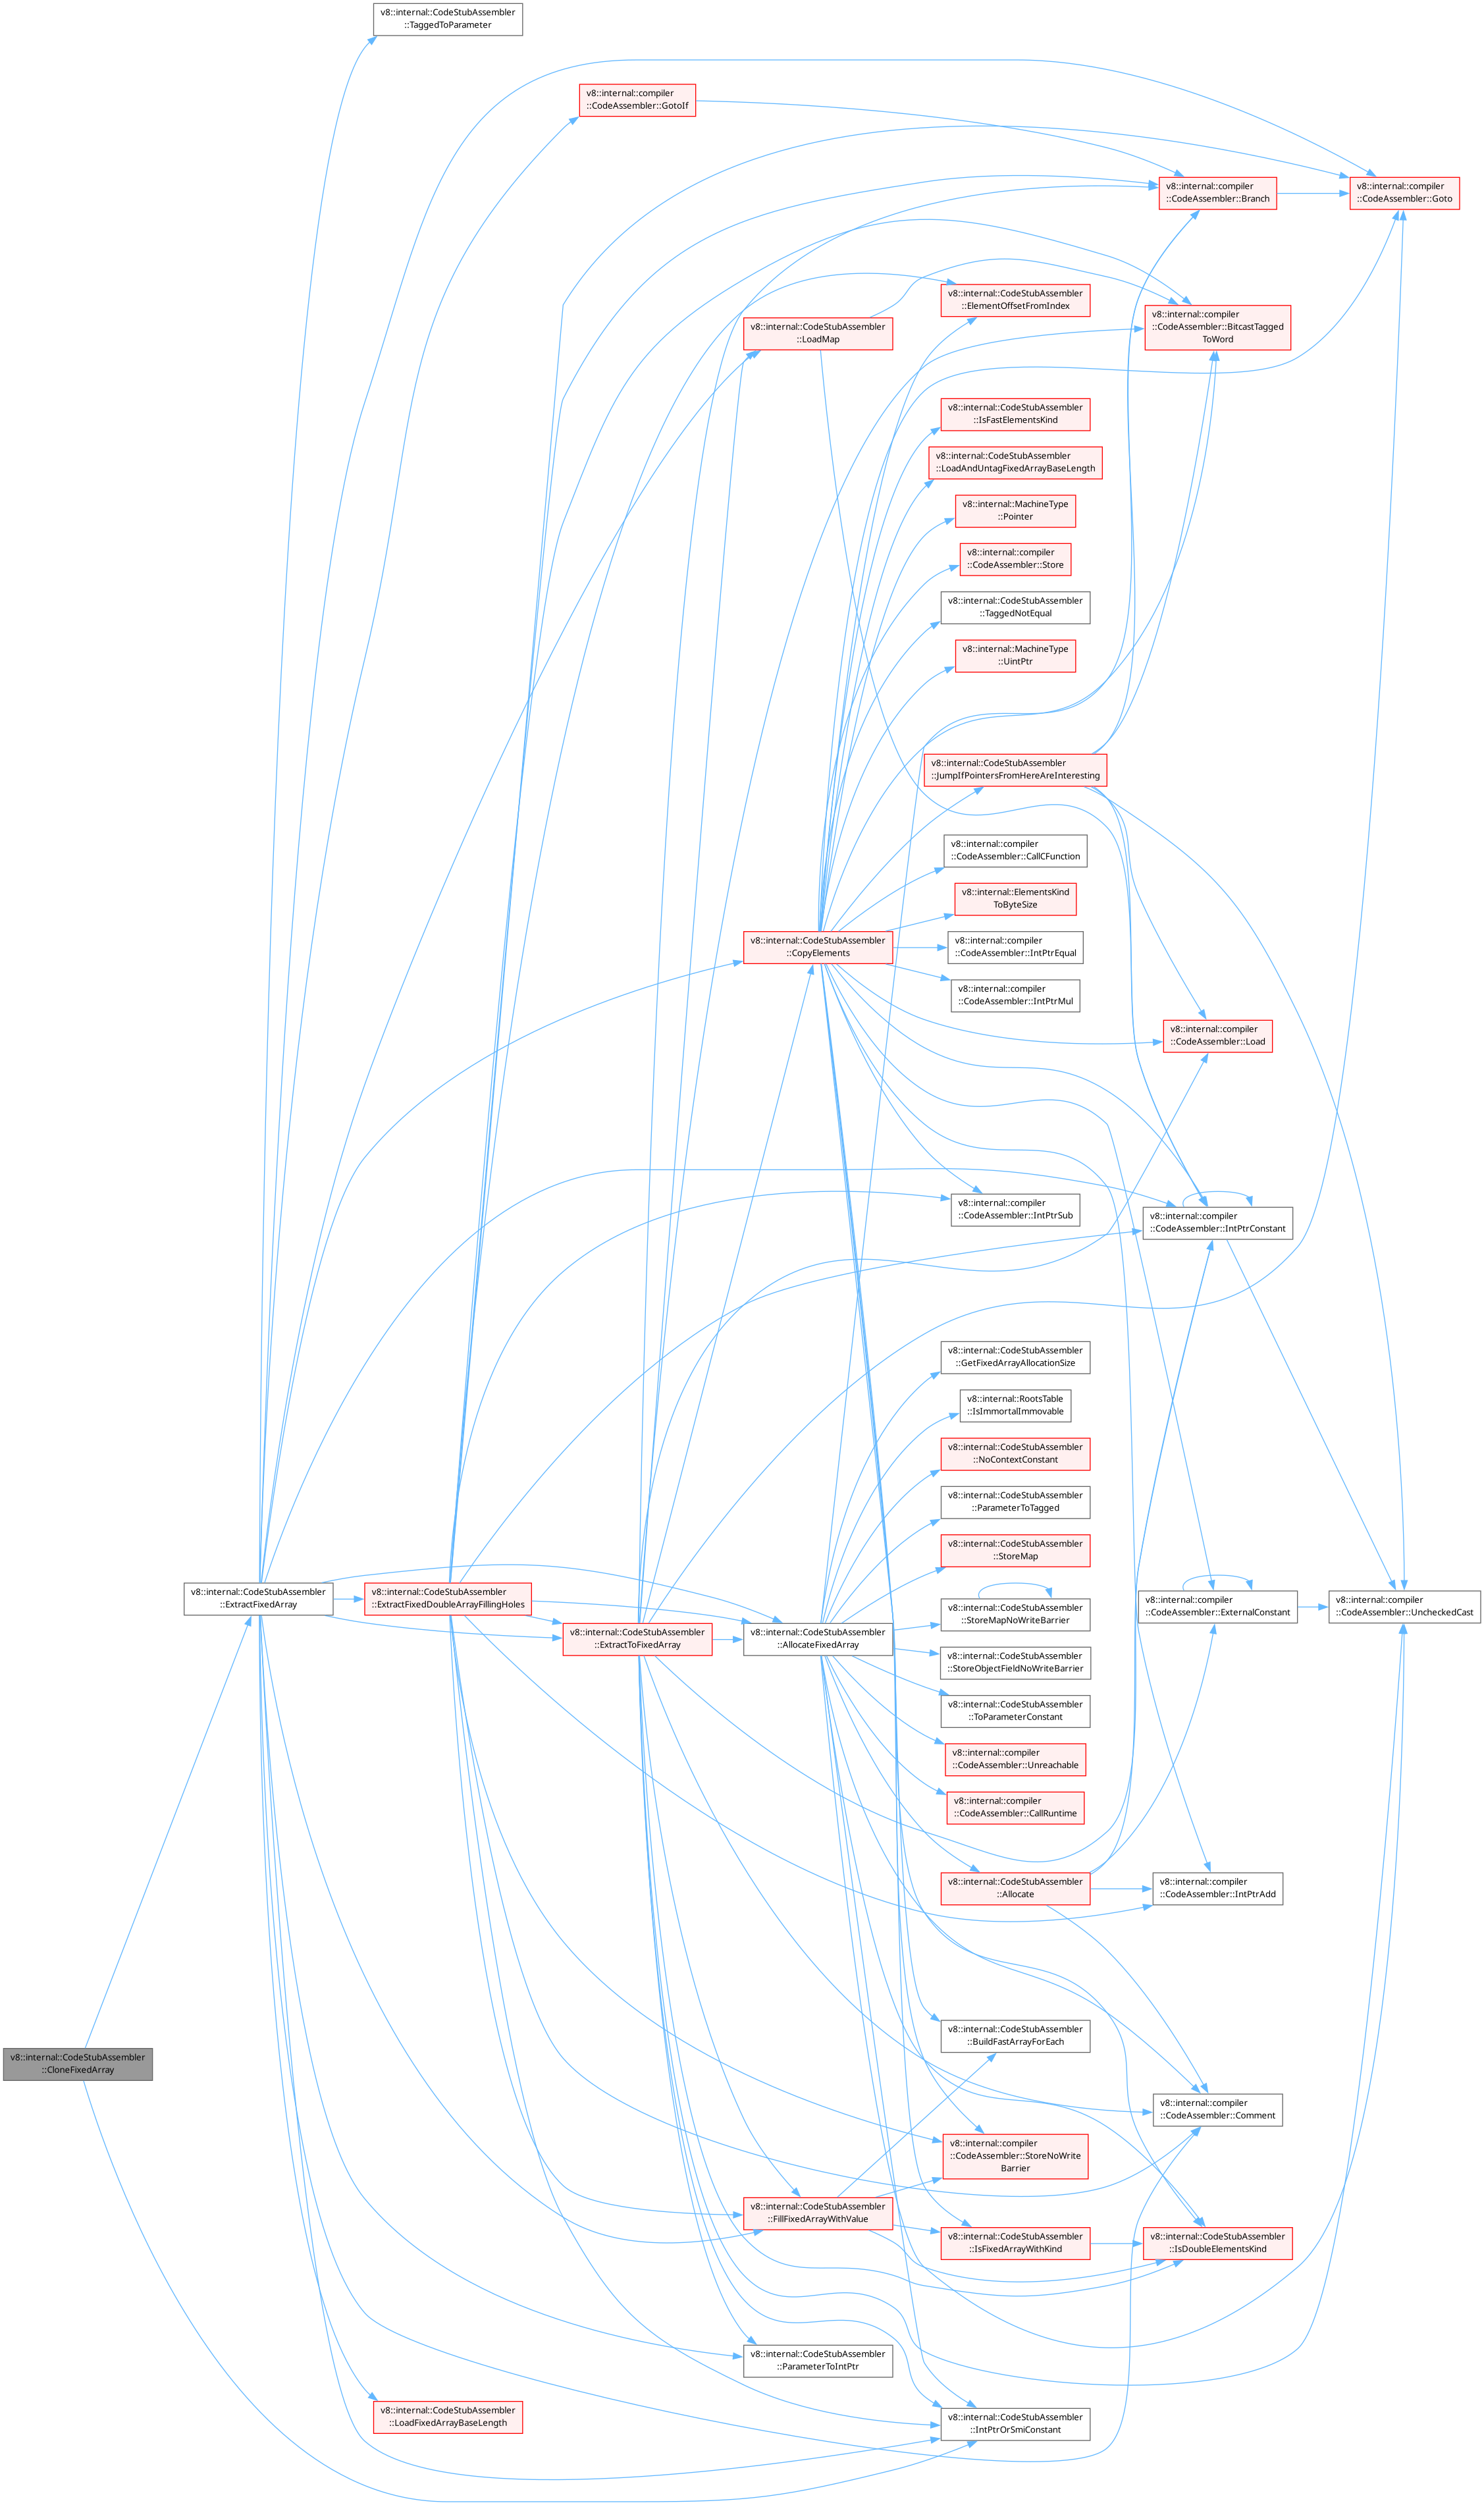 v8::internal::CodeStubAssembler
::TaggedToParameter
v8::internal::compiler
::CodeAssembler::GotoIf
v8::internal::compiler
::CodeAssembler::Branch
v8::internal::compiler
::CodeAssembler::Goto
v8::internal::CodeStubAssembler
::ElementOffsetFromIndex
v8::internal::compiler
::CodeAssembler::BitcastTagged
ToWord
v8::internal::CodeStubAssembler
::LoadMap
v8::internal::CodeStubAssembler
::IsFastElementsKind
v8::internal::CodeStubAssembler
::LoadAndUntagFixedArrayBaseLength
v8::internal::MachineType
::Pointer
v8::internal::compiler
::CodeAssembler::Store
v8::internal::CodeStubAssembler
::TaggedNotEqual
v8::internal::MachineType
::UintPtr
v8::internal::CodeStubAssembler
::JumpIfPointersFromHereAreInteresting
v8::internal::compiler
::CodeAssembler::CallCFunction
v8::internal::ElementsKind
ToByteSize
v8::internal::CodeStubAssembler
::CopyElements
v8::internal::compiler
::CodeAssembler::IntPtrEqual
v8::internal::compiler
::CodeAssembler::IntPtrMul
v8::internal::compiler
::CodeAssembler::Load
v8::internal::compiler
::CodeAssembler::IntPtrSub
v8::internal::compiler
::CodeAssembler::IntPtrConstant
v8::internal::CodeStubAssembler
::GetFixedArrayAllocationSize
v8::internal::RootsTable
::IsImmortalImmovable
v8::internal::CodeStubAssembler
::NoContextConstant
v8::internal::CodeStubAssembler
::ParameterToTagged
v8::internal::CodeStubAssembler
::StoreMap
v8::internal::CodeStubAssembler
::ExtractFixedArray
v8::internal::CodeStubAssembler
::ExtractFixedDoubleArrayFillingHoles
v8::internal::CodeStubAssembler
::StoreMapNoWriteBarrier
v8::internal::compiler
::CodeAssembler::ExternalConstant
v8::internal::compiler
::CodeAssembler::UncheckedCast
v8::internal::CodeStubAssembler
::ExtractToFixedArray
v8::internal::CodeStubAssembler
::AllocateFixedArray
v8::internal::CodeStubAssembler
::StoreObjectFieldNoWriteBarrier
v8::internal::CodeStubAssembler
::ToParameterConstant
v8::internal::compiler
::CodeAssembler::Unreachable
v8::internal::compiler
::CodeAssembler::CallRuntime
v8::internal::CodeStubAssembler
::Allocate
v8::internal::compiler
::CodeAssembler::IntPtrAdd
v8::internal::CodeStubAssembler
::BuildFastArrayForEach
v8::internal::CodeStubAssembler
::CloneFixedArray
v8::internal::compiler
::CodeAssembler::Comment
v8::internal::compiler
::CodeAssembler::StoreNoWrite
Barrier
v8::internal::CodeStubAssembler
::FillFixedArrayWithValue
v8::internal::CodeStubAssembler
::IsFixedArrayWithKind
v8::internal::CodeStubAssembler
::IsDoubleElementsKind
v8::internal::CodeStubAssembler
::ParameterToIntPtr
v8::internal::CodeStubAssembler
::LoadFixedArrayBaseLength
v8::internal::CodeStubAssembler
::IntPtrOrSmiConstant